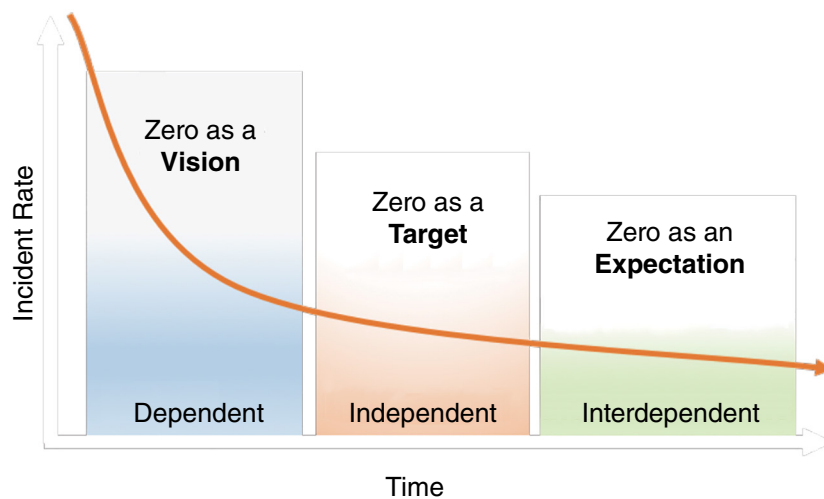 Incident Rate
Zero as a
Vision
Zero as a
Target
Zero as an
Expectation
Dependent
Independent
Interdependent
Time